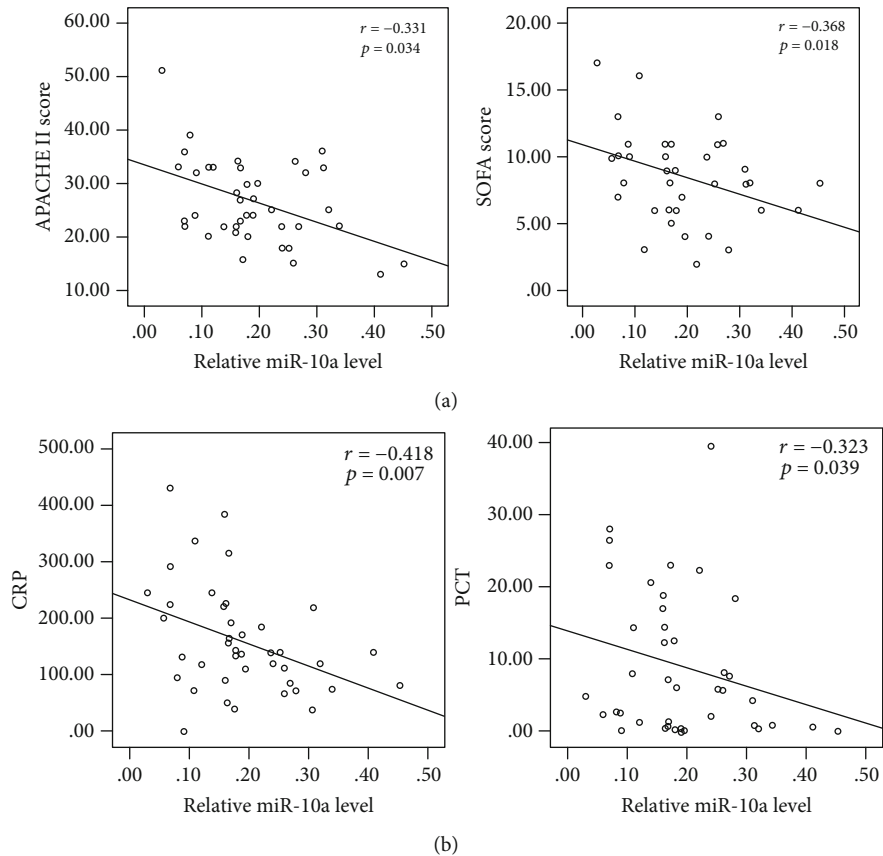 r = −0.331
p = 0.034
60.00
50.00
40.00
30.00
20.00
10.00
APACHE II score
.00 .10 .20 .30 .40 .50
Relative miR-10a level
r = −0.368
p = 0.018
20.00
15.00
10.00
5.00
.00
SOFA score
.00 .10 .20 .30 .40 .50
Relative miR-10a level
(a)
r = −0.418
p = 0.007
500.00
400.00
300.00
200.00
100.00
.00
CRP
.00 .10 .20 .30 .40 .50
Relative miR-10a level
r = −0.323
p = 0.039
40.00
30.00
20.00
10.00
.00
PCT
.00 .10 .20 .30 .40 .50
Relative miR-10a level
(b)